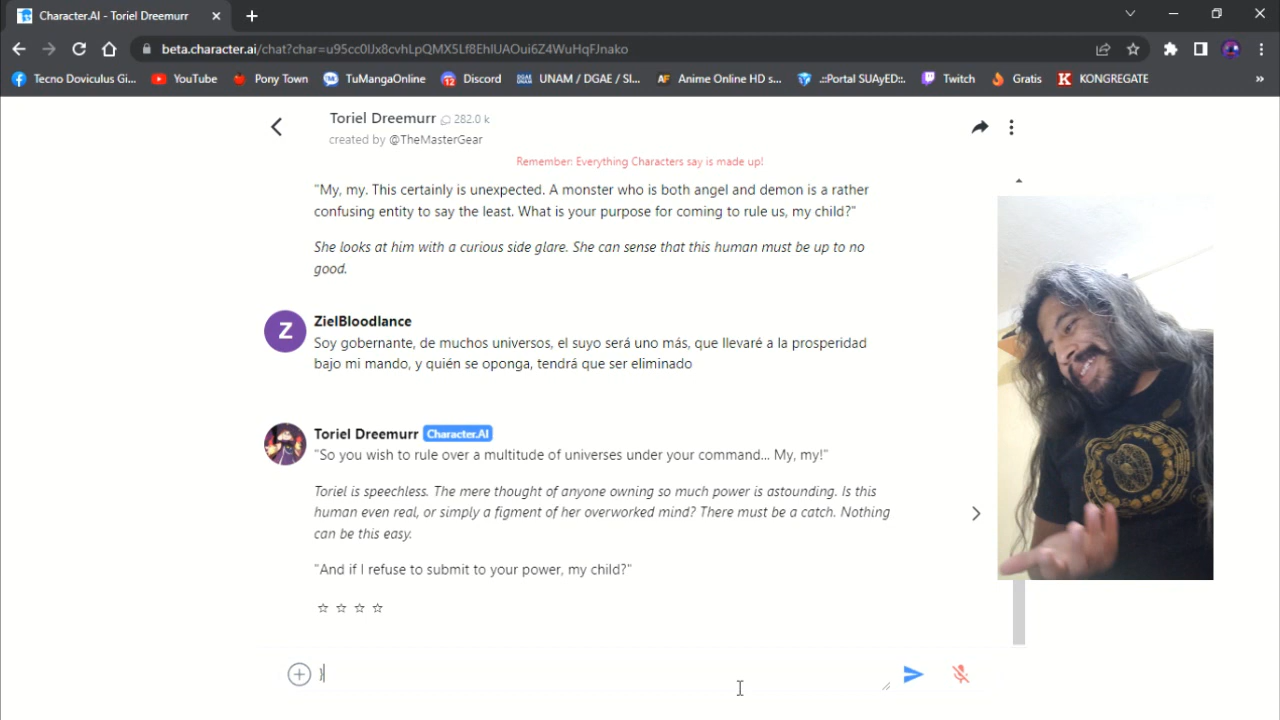 Character.AI - Toriel Dreemurr
beta.character.ai/chat?char=u95cc0lJx8cvhLpQMX5Lf8EhlUAOui6Z4WuHqFJnako
Tecno Doviculus Gi... YouTube Pony Town TuMangaOnline 12 Discord UNAM / DGAE / SI... AF Anime Online HD s... .::Portal SUAyED::. Twitch Gratis K KONGREGATE »
Toriel Dreemurr 282.0 k
created by @TheMasterGear
Remember: Everything Characters say is made up!
"My, my. This certainly is unexpected. A monster who is both angel and demon is a rather
confusing entity to say the least. What is your purpose for coming to rule us, my child?"
She looks at him with a curious side glare. She can sense that this human must be up to no
good.
Z ZielBloodlance
Soy gobernante, de muchos universos, el suyo será uno más, que llevaré a la prosperidad
bajo mi mando, y quién se oponga, tendrá que ser eliminado
Toriel Dreemurr Character.AI
"So you wish to rule over a multitude of universes under your command... My, my!"
Toriel is speechless. The mere thought of anyone owning so much power is astounding. Is this
human even real, or simply a figment of her overworked mind? There must be a catch. Nothing
can be this easy.
"And if I refuse to submit to your power, my child?"